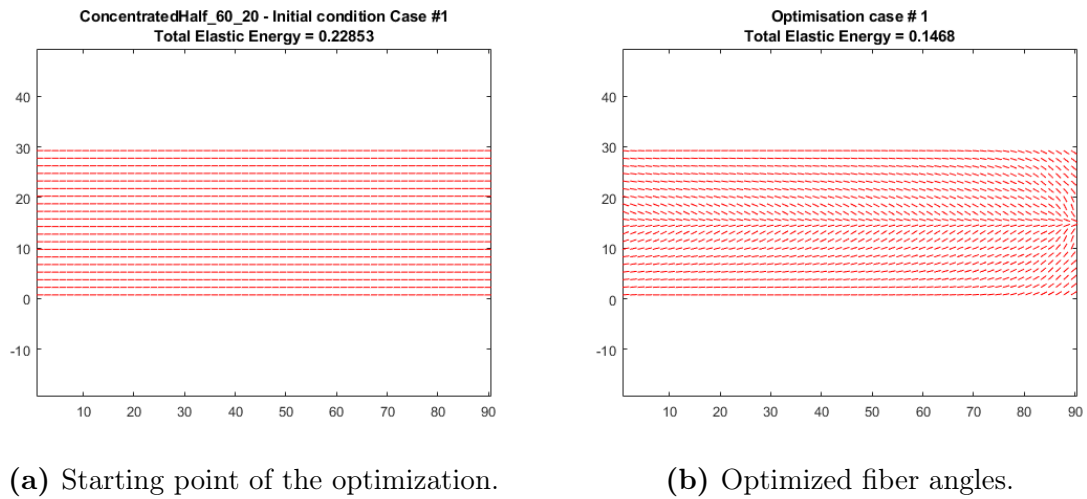 ConcentratedHalf_60_20 - Initial condition Case #1
Total Elastic Energy = 0.22853
40
30
20
10
0
-10
10 20 30 40 50 60 70 80 90
(a) Starting point of the optimization.
Optimisation case # 1
Total Elastic Energy = 0.1468
40
30
20
10
0
-10
10 20 30 40 50 60 70 80 90
(b) Optimized fiber angles.